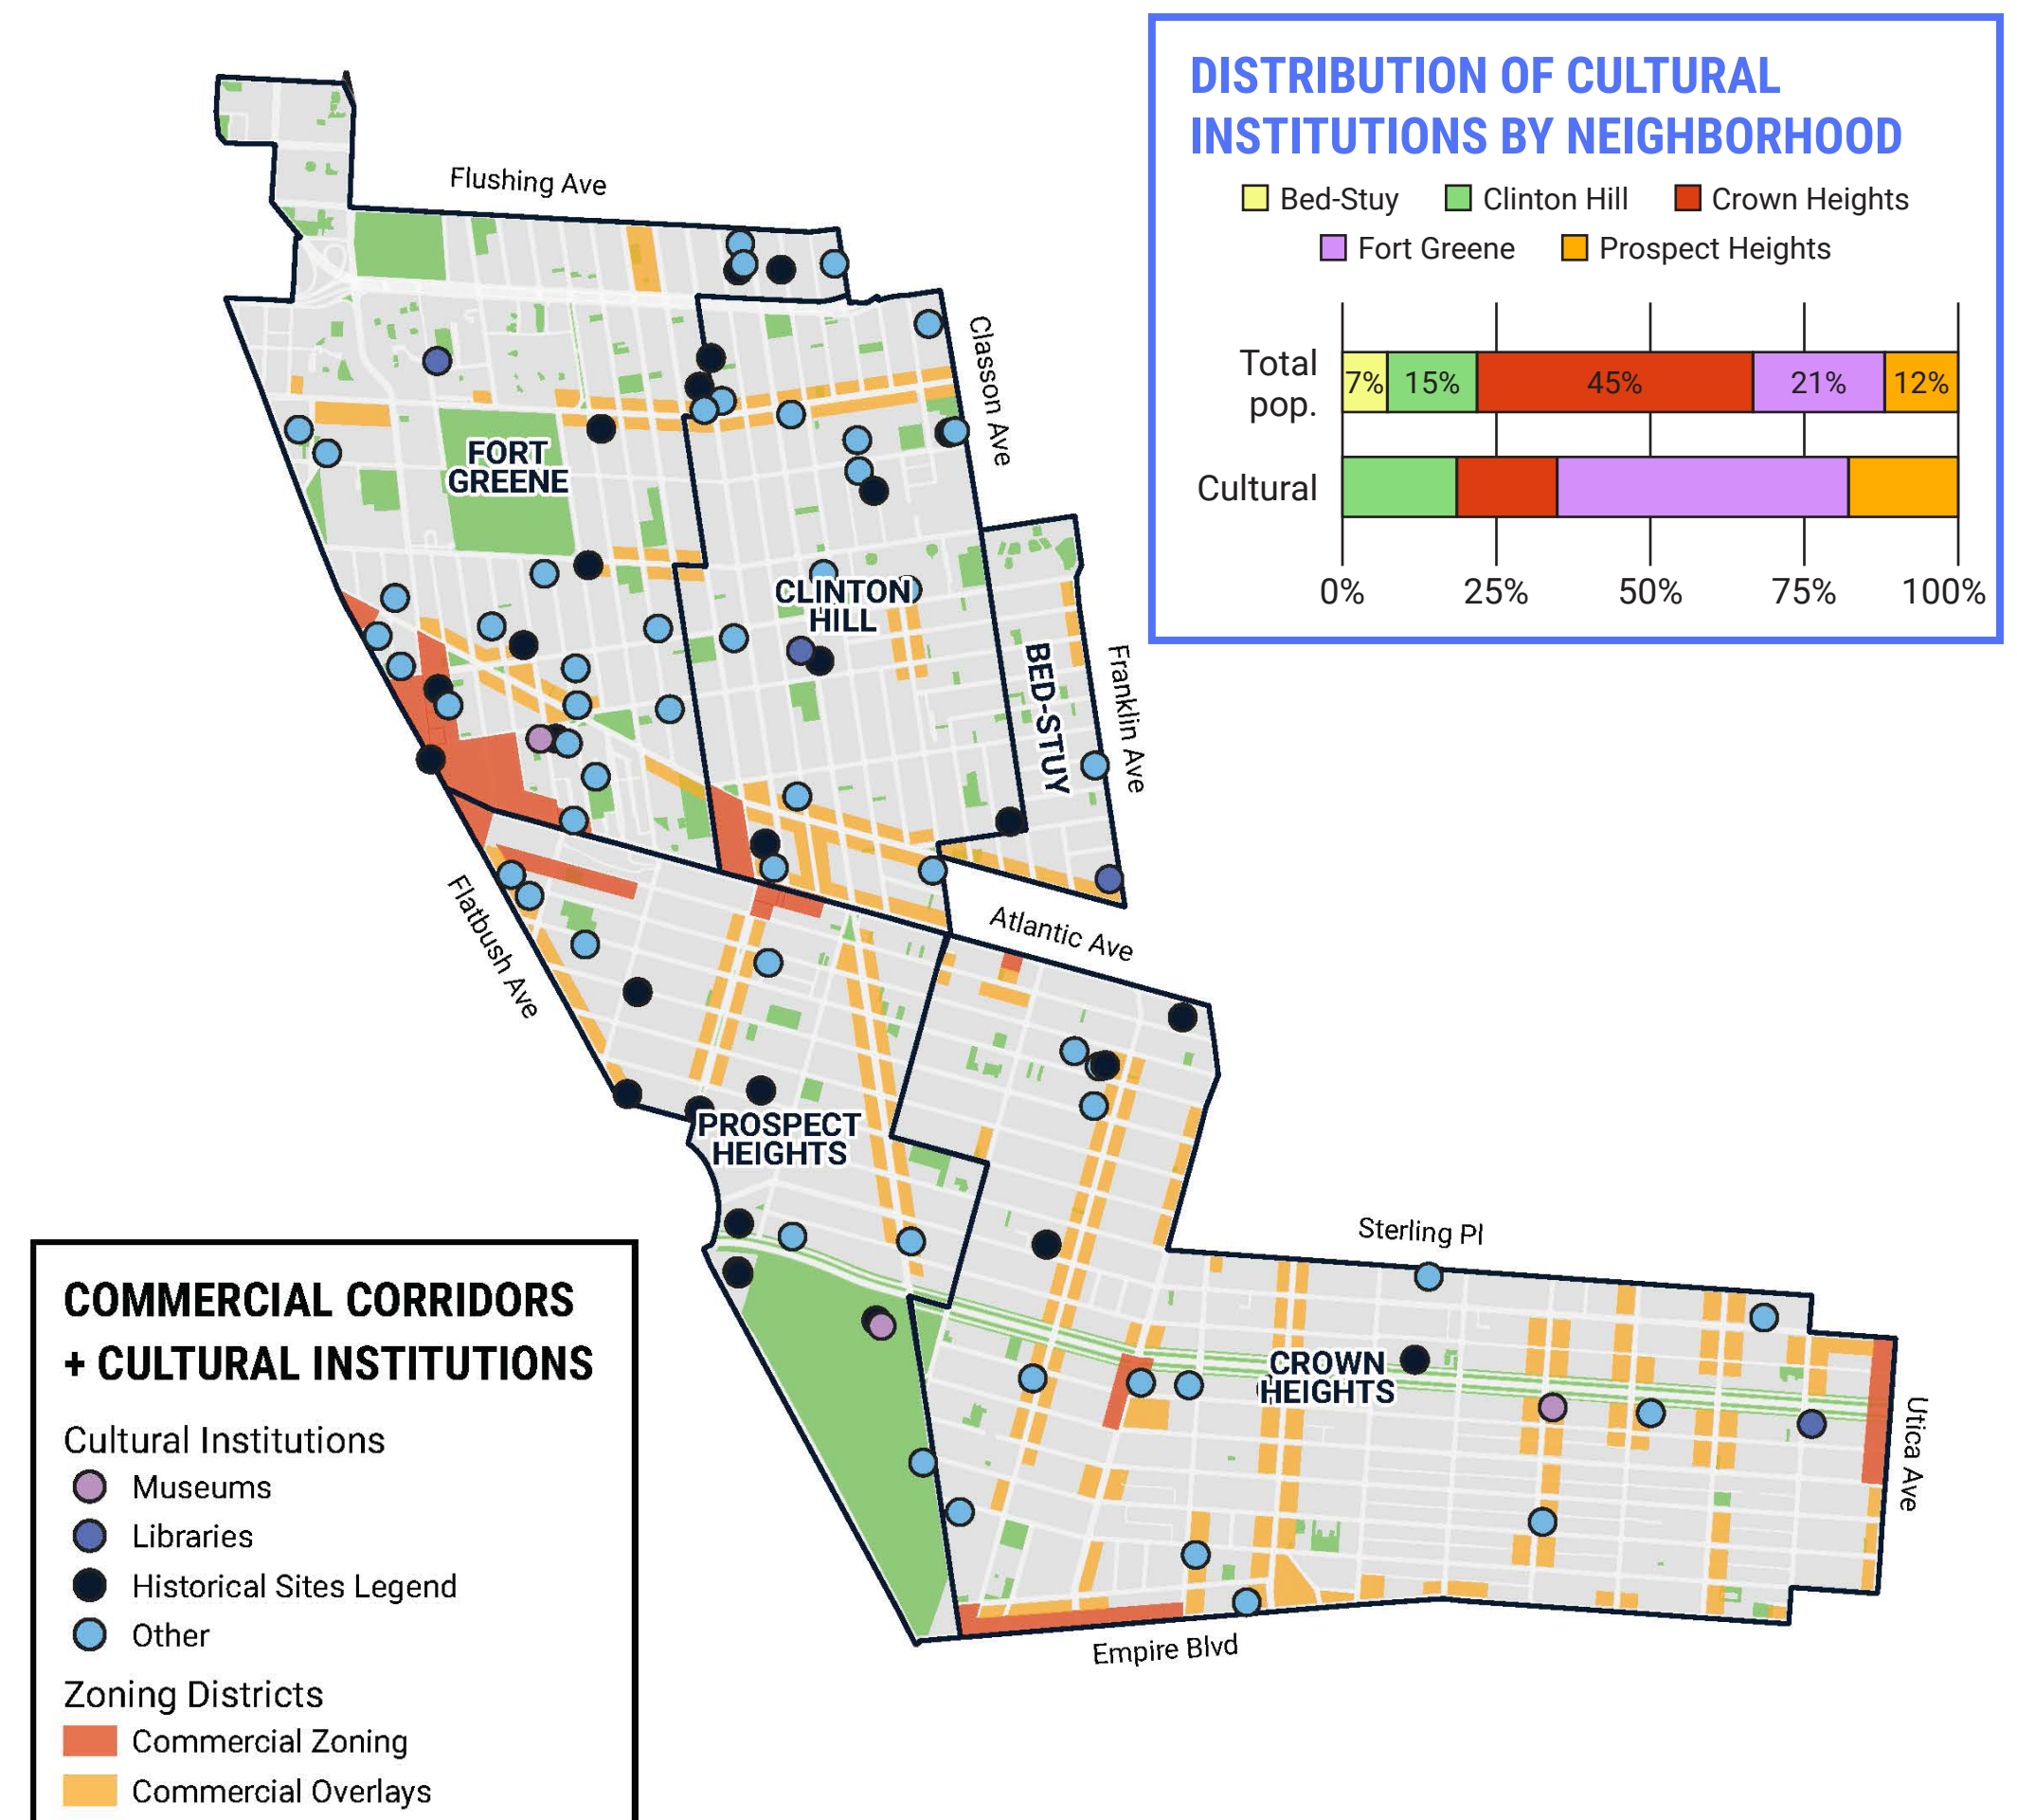 DISTRIBUTION OF CULTURAL
INSTITUTIONS BY NEIGHBORHOOD
Bed-Stuy
Clinton Hill
Crown Heights
Fort Greene
Prospect Heights
Total
pop.
7%
15%
45%
21%
12%
Cultural
0%
25%
50%
75%
100%
Flushing Ave
Classon Ave
FORT
GREENE
CLINTON
HILL
BED-STUY
Franklin Ave
Flatbush Ave
Atlantic Ave
PROSPECT
HEIGHTS
Sterling Pl
CROWN
HEIGHTS
Utica Ave
Empire Blvd
COMMERCIAL CORRIDORS
+ CULTURAL INSTITUTIONS
Cultural Institutions
Museums
Libraries
Historical Sites Legend
Other
Zoning Districts
Commercial Zoning
Commercial Overlays